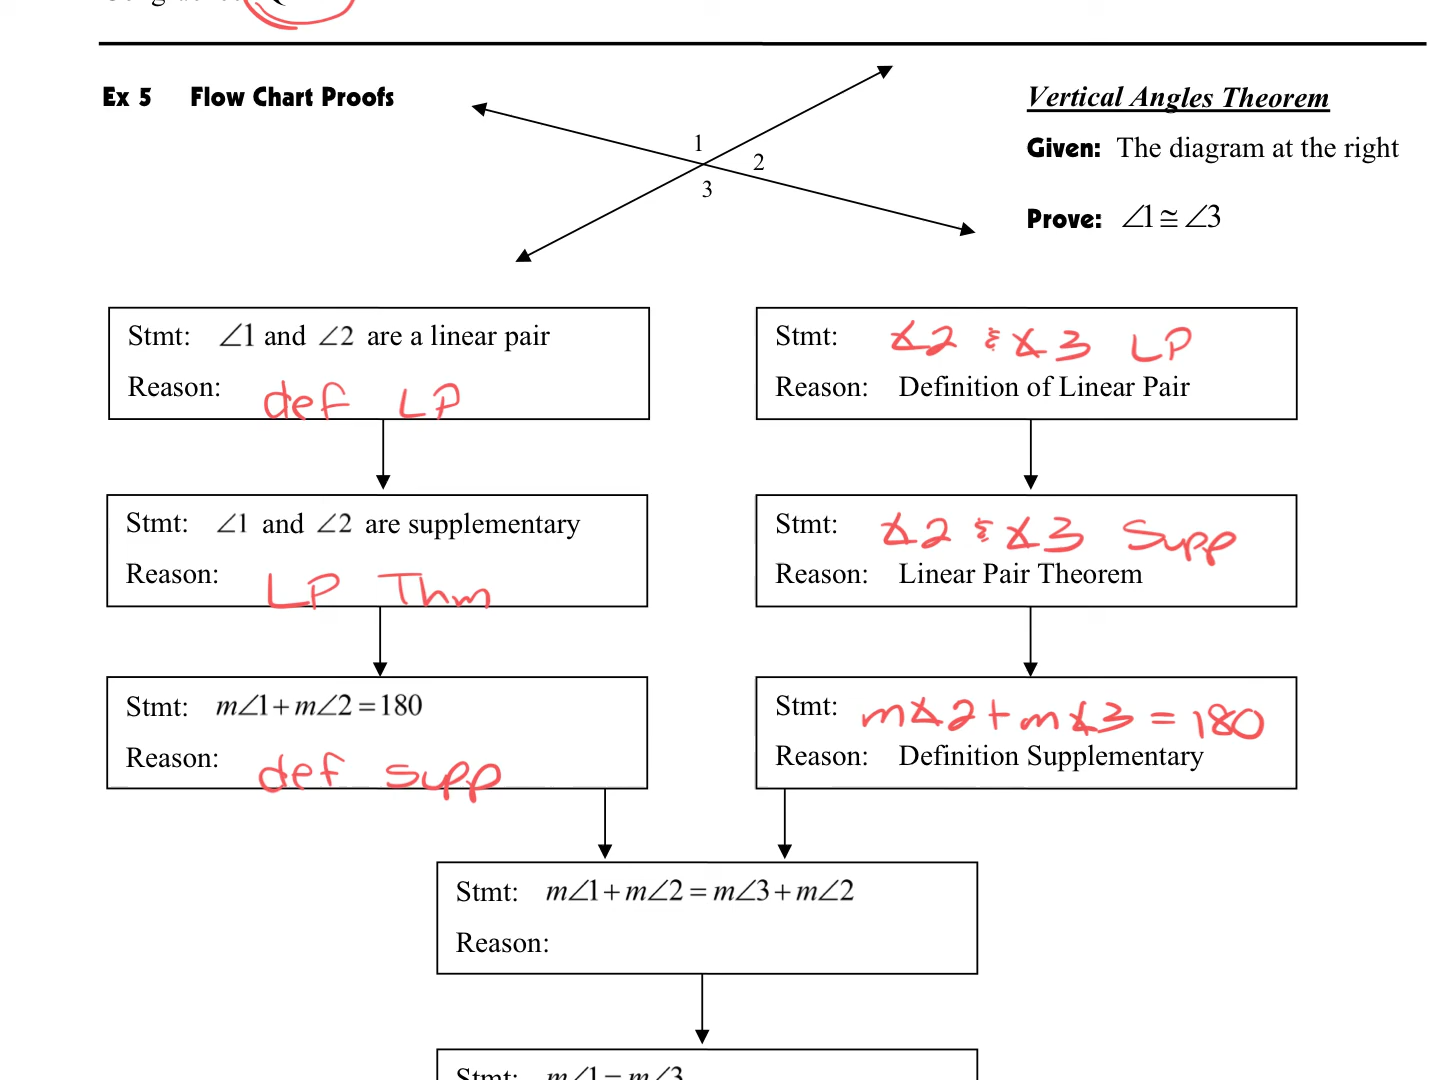 Ex 5 Flow Chart Proofs
1
2
3
Vertical Angles Theorem
Given: The diagram at the right
Prove: ∠1 ≅ ∠3
Stmt: ∠1 and ∠2 are a linear pair
Reason: def LP
Stmt: ∡2 & ∡3 LP
Reason: Definition of Linear Pair
Stmt: ∠1 and ∠2 are supplementary
Reason: LP Thm
Stmt: ∡2 & ∡3 Supp
Reason: Linear Pair Theorem
Stmt: m∠1 + m∠2 = 180
Reason: def supp
Stmt: m∡2 + m∡3 = 180
Reason: Definition Supplementary
Stmt: m∠1 + m∠2 = m∠3 + m∠2
Reason:
Stmt: m∠1 = m∠3